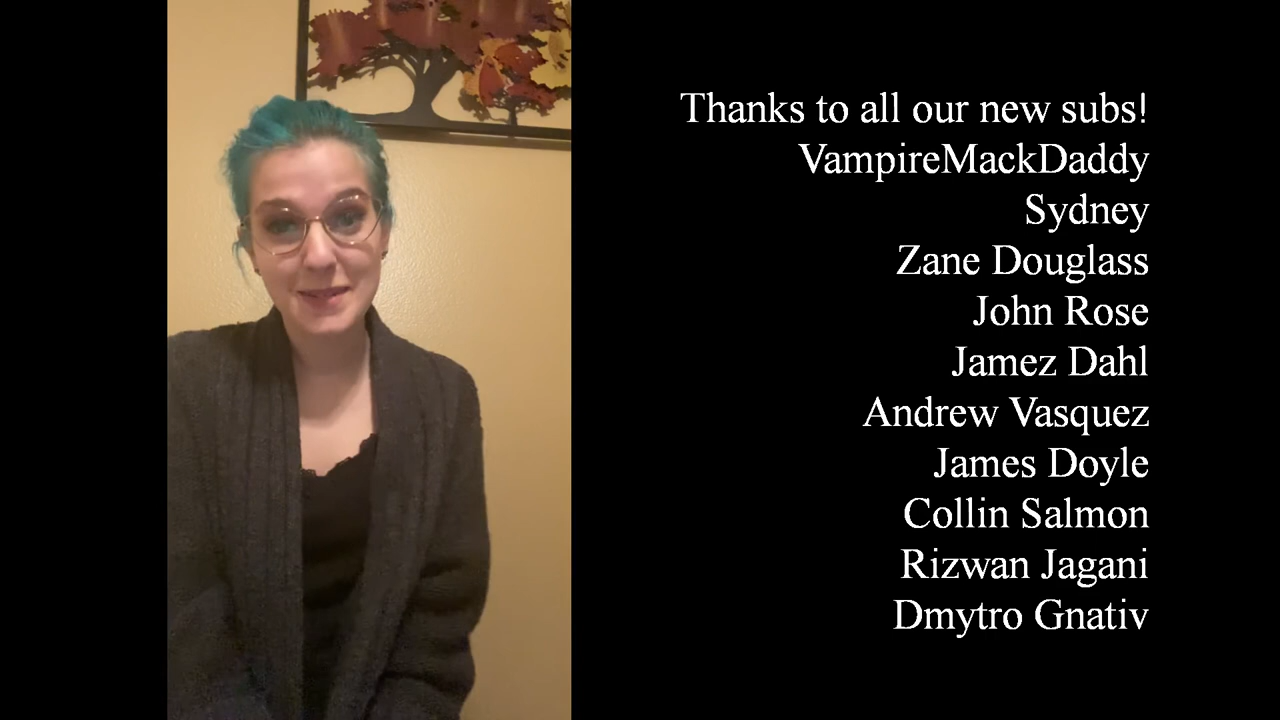 Thanks to all our new subs!
VampireMackDaddy
Sydney
Zane Douglass
John Rose
Jamez Dahl
Andrew Vasquez
James Doyle
Collin Salmon
Rizwan Jagani
Dmytro Gnativ